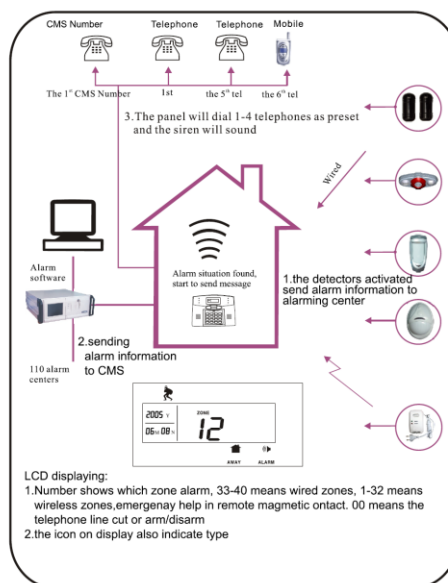 CMS Number
Telephone
Telephone
Mobile
The 1st CMS Number
1st
the 5th tel
the 6th tel
3.The panel will dial 1-4 telephones as preset
and the siren will sound
Wired
Alarm
software
Alarm situation found,
start to send message
1.the detectors activated
send alarm information to
alarming center
2.sending
alarm information
to CMS
110 alarm
centers
2005 Y
ZONE
06 M 08
12
AWAY
ALARM
LCD displaying:
1.Number shows which zone alarm, 33-40 means wired zones, 1-32 means
wireless zones,emergenay help in remote magmetic ontact. 00 means the
telephone line cut or arm/disarm
2.the icon on display also indicate type